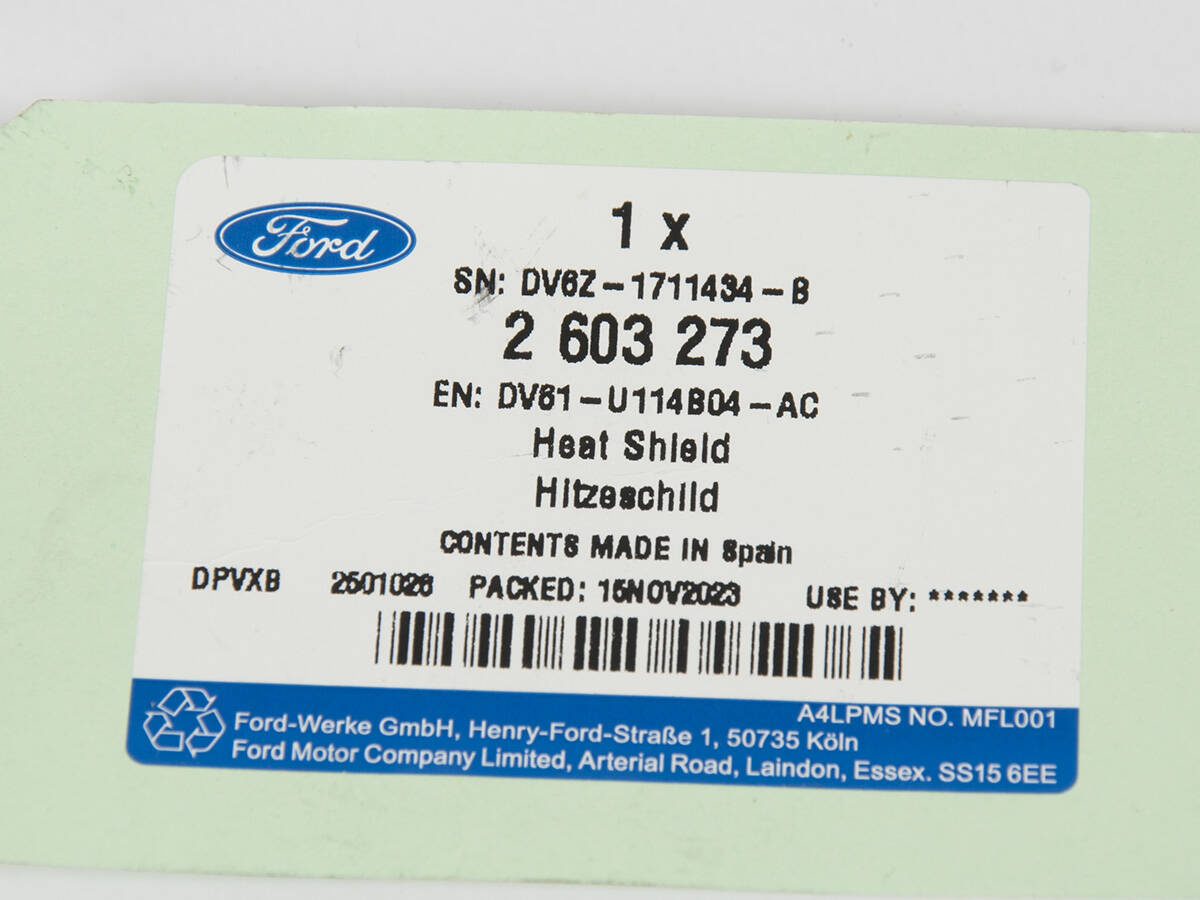 Ford
1 x
SN: DV6Z-1711434-B
2 603 273
EN: DV61-U114B04-AC
Heat Shield
Hitzeschild
CONTENTS MADE IN Spain
DPVXB 2501026 PACKED: 15NOV2023 USE BY: *******
A4LPMS NO. MFL001
Ford-Werke GmbH, Henry-Ford-Straße 1, 50735 Köln
Ford Motor Company Limited, Arterial Road, Laindon, Essex. SS15 6EE